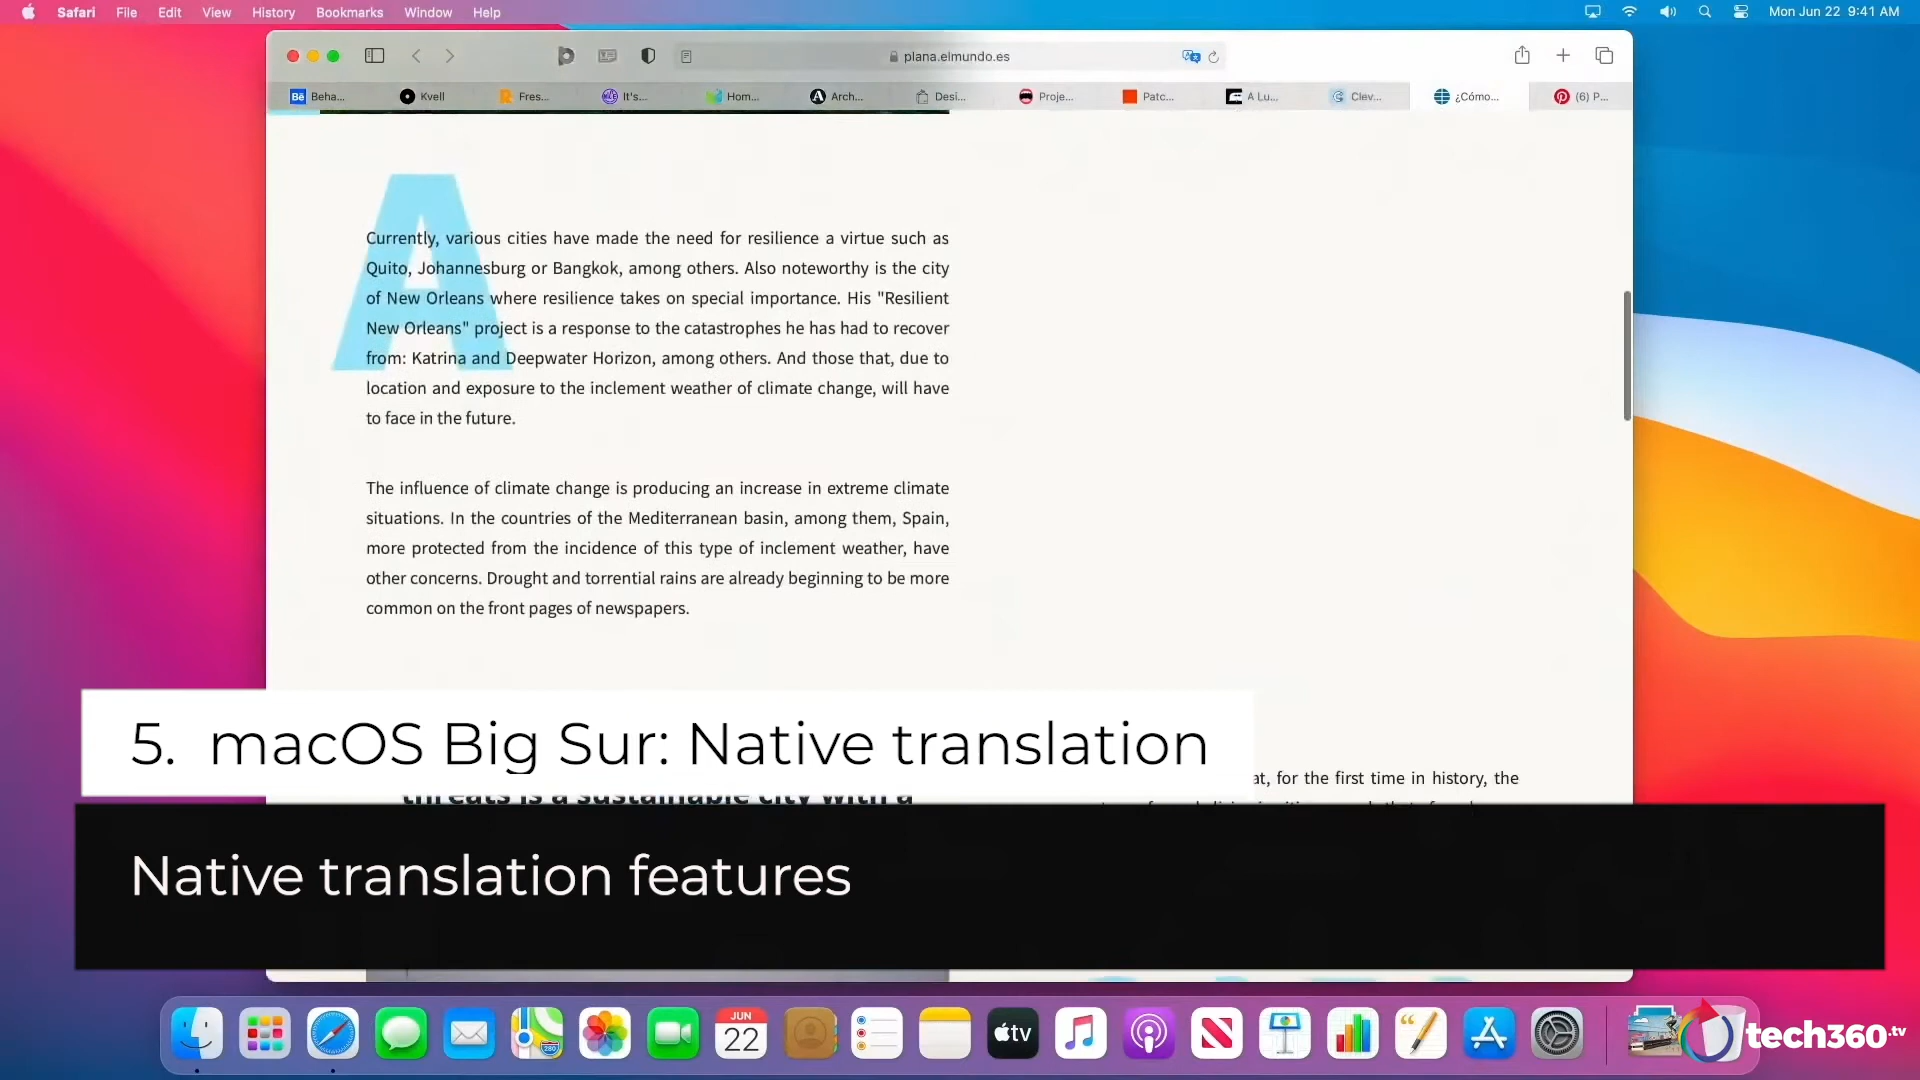 Safari File Edit View History Bookmarks Window Help
Mon Jun 22 9:41 AM
plana.elmundo.es
Bē Beha... Kvell Fres... It's... Hom... Arch... Desi... Proje... Patc... A Lu... Clev... ¿Cómo... (6) P...
A
Currently, various cities have made the need for resilience a virtue such as
Quito, Johannesburg or Bangkok, among others. Also noteworthy is the city
of New Orleans where resilience takes on special importance. His "Resilient
New Orleans" project is a response to the catastrophes he has had to recover
from: Katrina and Deepwater Horizon, among others. And those that, due to
location and exposure to the inclement weather of climate change, will have
to face in the future.
The influence of climate change is producing an increase in extreme climate
situations. In the countries of the Mediterranean basin, among them, Spain,
more protected from the incidence of this type of inclement weather, have
other concerns. Drought and torrential rains are already beginning to be more
common on the front pages of newspapers.
5. macOS Big Sur: Native translation
at, for the first time in history, the
threats is a sustainable city with a
Native translation features
JUN
22
280
tv
tech360.tv